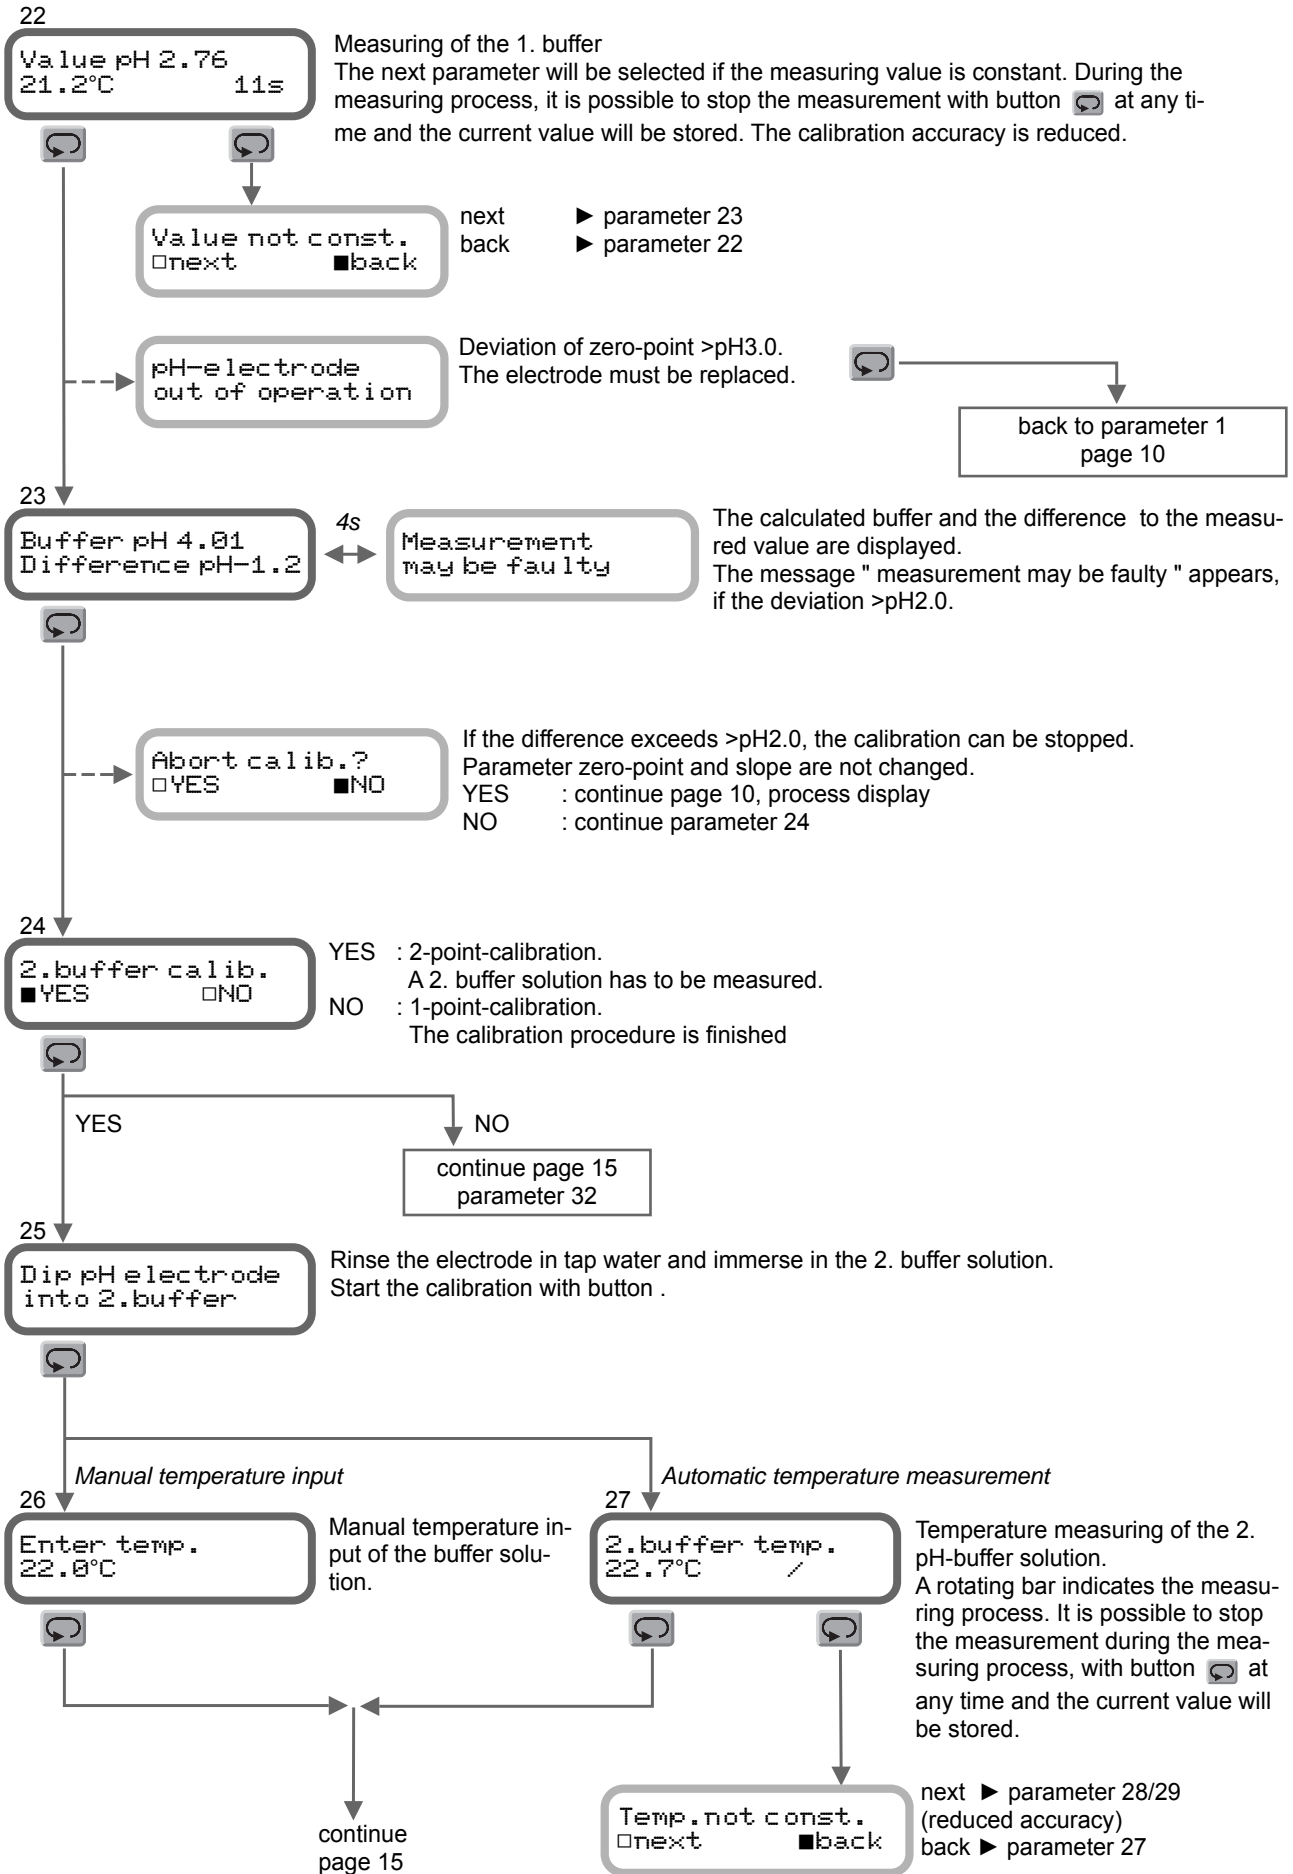 22
Value pH 2.76
21.2°C 11s
Measuring of the 1. buffer
The next parameter will be selected if the measuring value is constant. During the
measuring process, it is possible to stop the measurement with button at any ti-
me and the current value will be stored. The calibration accuracy is reduced.
Value not const.
□next ■back
next ► parameter 23
back ► parameter 22
pH-electrode
out of operation
Deviation of zero-point >pH3.0.
The electrode must be replaced.
back to parameter 1
page 10
23
Buffer pH 4.01
Difference pH-1.2
4s
Measurement
may be faulty
The calculated buffer and the difference to the measu-
red value are displayed.
The message " measurement may be faulty " appears,
if the deviation >pH2.0.
Abort calib.?
□YES ■NO
If the difference exceeds >pH2.0, the calibration can be stopped.
Parameter zero-point and slope are not changed.
YES : continue page 10, process display
NO : continue parameter 24
24
2.buffer calib.
■YES □NO
YES : 2-point-calibration.
A 2. buffer solution has to be measured.
NO : 1-point-calibration.
The calibration procedure is finished
YES
NO
continue page 15
parameter 32
25
Dip pH electrode
into 2.buffer
Rinse the electrode in tap water and immerse in the 2. buffer solution.
Start the calibration with button .
Manual temperature input
26
Enter temp.
22.0°C
Manual temperature in-
put of the buffer solu-
tion.
Automatic temperature measurement
27
2.buffer temp.
22.7°C /
Temperature measuring of the 2.
pH-buffer solution.
A rotating bar indicates the measu-
ring process. It is possible to stop
the measurement during the mea-
suring process, with button at
any time and the current value will
be stored.
continue
page 15
Temp.not const.
□next ■back
next ► parameter 28/29
(reduced accuracy)
back ► parameter 27